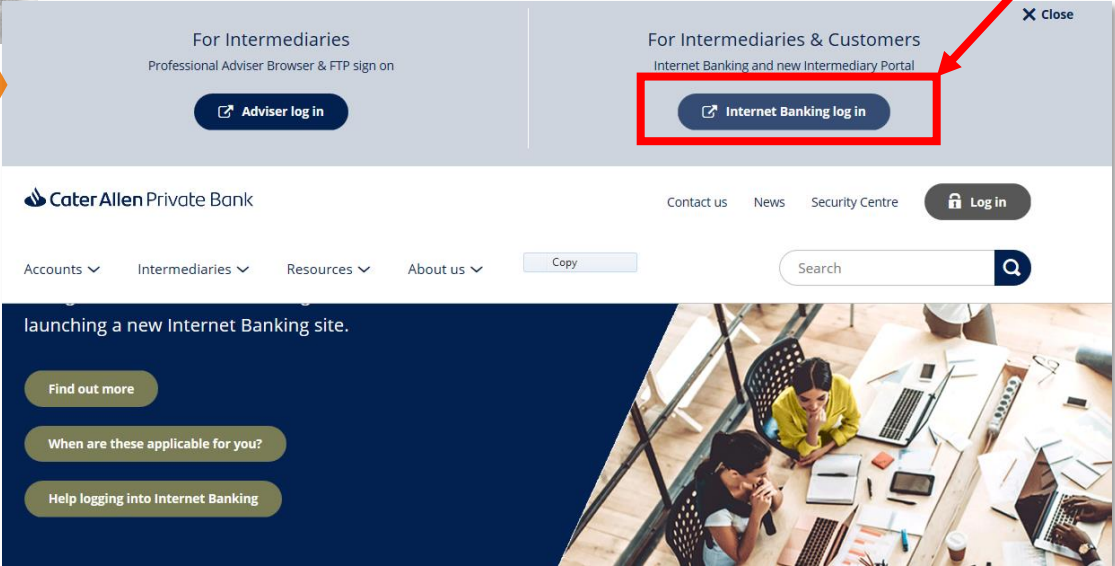 Close
For Intermediaries
Professional Adviser Browser & FTP sign on
Adviser log in
For Intermediaries & Customers
Internet Banking and new Intermediary Portal
Internet Banking log in
Cater Allen Private Bank
Contact us
News
Security Centre
Log in
Accounts
Intermediaries
Resources
About us
Copy
Search
launching a new Internet Banking site.
Find out more
When are these applicable for you?
Help logging into Internet Banking